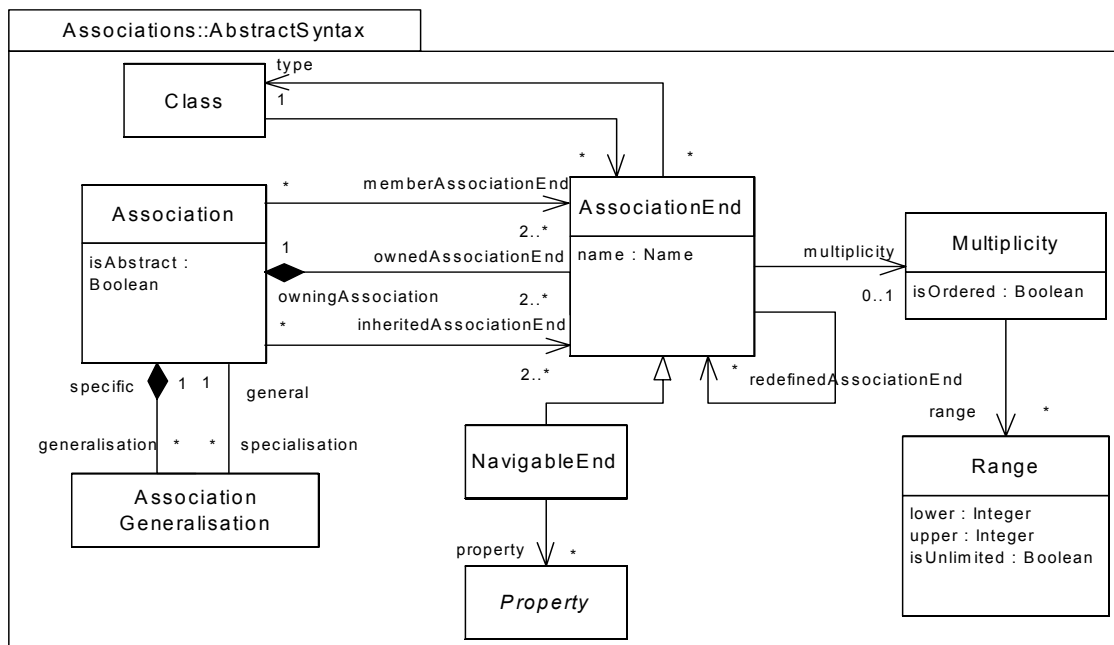 Associations::AbstractSyntax
type
Class
1
*
*
*
memberAssociationEnd
Association
AssociationEnd
2..*
Multiplicity
isAbstract :
Boolean
1
ownedAssociationEnd
name : Name
multiplicity
owningAssociation
2..*
0..1
isOrdered : Boolean
*
inheritedAssociationEnd
2..*
*
redefinedAssociationEnd
specific
1
1
general
range
*
generalisation
*
*
specialisation
NavigableEnd
Range
Association
Generalisation
lower : Integer
upper : Integer
isUnlimited : Boolean
property
*
Property